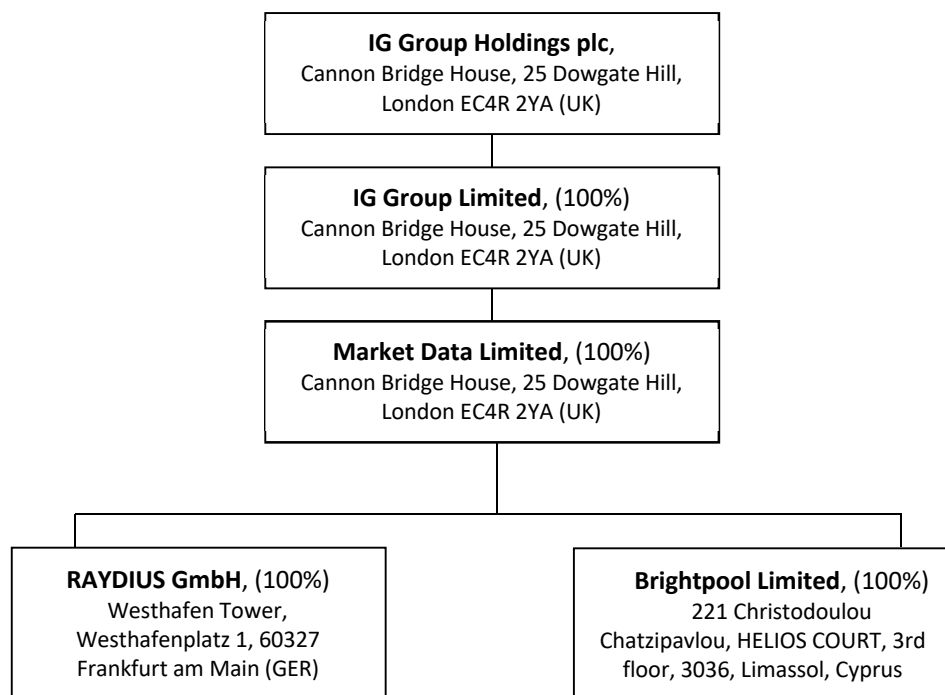 IG Group Holdings plc,
Cannon Bridge House, 25 Dowgate Hill,
London EC4R 2YA (UK)
IG Group Limited, (100%)
Cannon Bridge House, 25 Dowgate Hill,
London EC4R 2YA (UK)
Market Data Limited, (100%)
Cannon Bridge House, 25 Dowgate Hill,
London EC4R 2YA (UK)
RAYDIUS GmbH, (100%)
Westhafen Tower,
Westhafenplatz 1, 60327
Frankfurt am Main (GER)
Brightpool Limited, (100%)
221 Christodoulou
Chatzipavlou, HELIOS COURT, 3rd
floor, 3036, Limassol, Cyprus